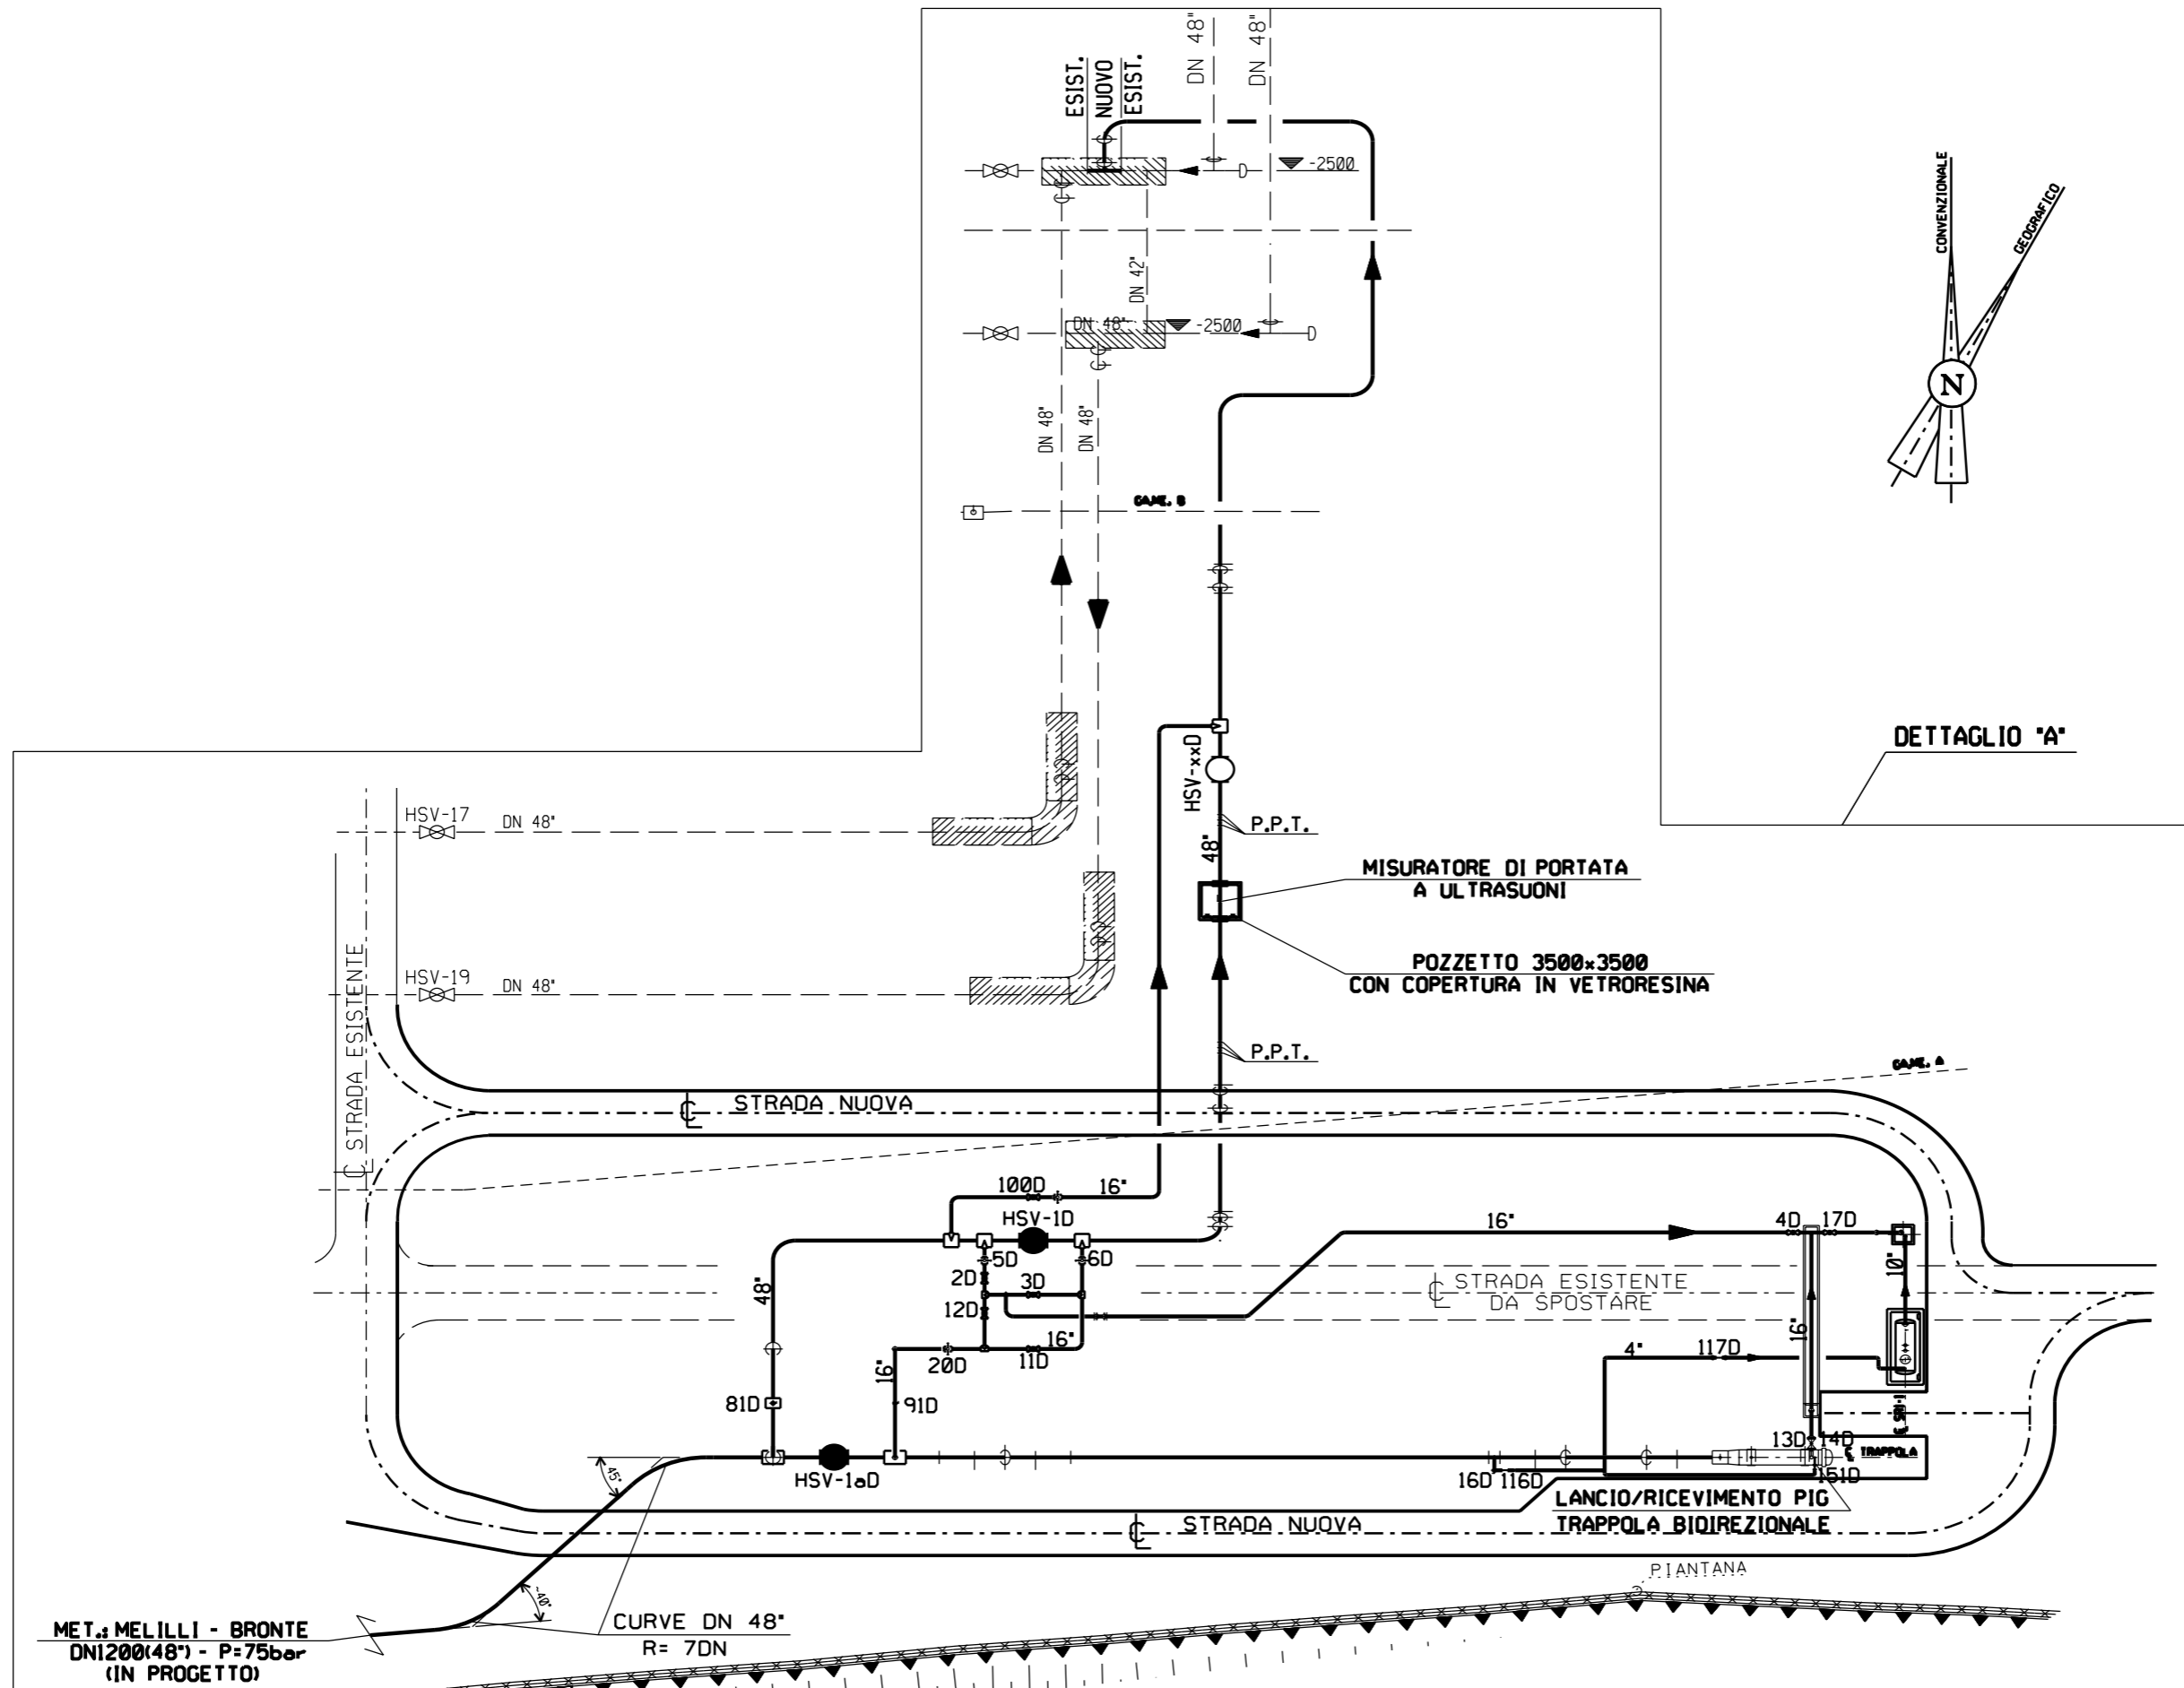 DN 48"
DN 48"
ESIST.
NUOVO
ESIST.
-2500
CONVENZIONALE
GEOGRAFICO
N
DN 42"
DN 48"
-2500
DN 48"
DN 48"
CAME. B
DETTAGLIO "A"
HSV-xxD
HSV-17
DN 48"
P.P.T.
48"
MISURATORE DI PORTATA
A ULTRASUONI
POZZETTO 3500x3500
CON COPERTURA IN VETRORESINA
HSV-19
DN 48"
STRADA ESISTENTE
P.P.T.
CAME. A
STRADA NUOVA
100D
16"
HSV-1D
16"
4D
17D
5D
6D
2D
3D
12D
48"
10"
STRADA ESISTENTE
DA SPOSTARE
16"
16"
20D
11D
16"
4"
117D
81D
91D
HSV-1aD
13D
14D
TRAPPOLA
16D
116D
151D
45°
LANCIO/RICEVIMENTO PIG
TRAPPOLA BIDIREZIONALE
STRADA NUOVA
PIANTANA
~40°
CURVE DN 48"
R= 7DN
MET.: MELILLI - BRONTE
DN1200(48") - P=75bar
(IN PROGETTO)